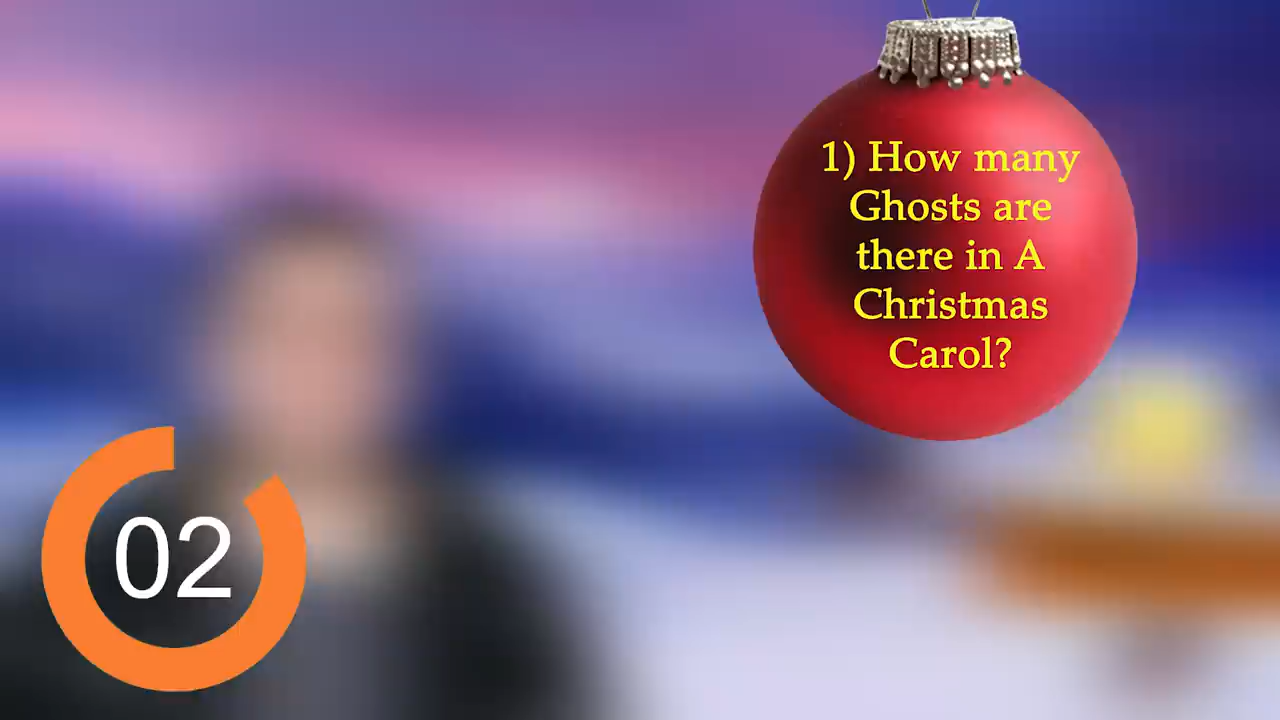 1) How many
Ghosts are
there in A
Christmas
Carol?
02